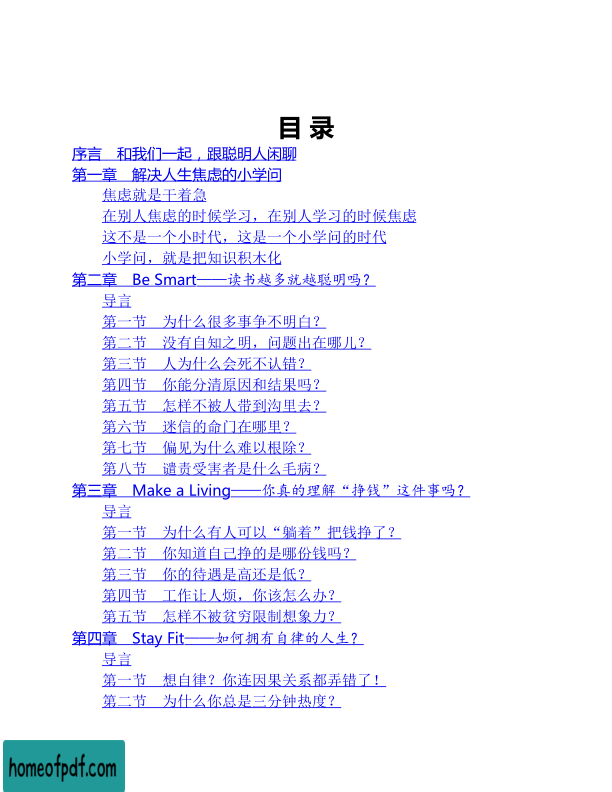 目 录
序言　和我们一起，跟聪明人闲聊
第一章　解决人生焦虑的小学问
焦虑就是干着急
在别人焦虑的时候学习，在别人学习的时候焦虑
这不是一个小时代，这是一个小学问的时代
小学问，就是把知识积木化
第二章　Be Smart——读书越多就越聪明吗？
导言
第一节　为什么很多事争不明白？
第二节　没有自知之明，问题出在哪儿？
第三节　人为什么会死不认错？
第四节　你能分清原因和结果吗？
第五节　怎样不被人带到沟里去？
第六节　迷信的命门在哪里？
第七节　偏见为什么难以根除？
第八节　谴责受害者是什么毛病？
第三章　Make a Living——你真的理解“挣钱”这件事吗？
导言
第一节　为什么有人可以“躺着”把钱挣了？
第二节　你知道自己挣的是哪份钱吗？
第三节　你的待遇是高还是低？
第四节　工作让人烦，你该怎么办？
第五节　怎样不被贫穷限制想象力？
第四章　Stay Fit——如何拥有自律的人生？
导言
第一节　想自律？你连因果关系都弄错了！
第二节　为什么你总是三分钟热度？
homeofpdf.com